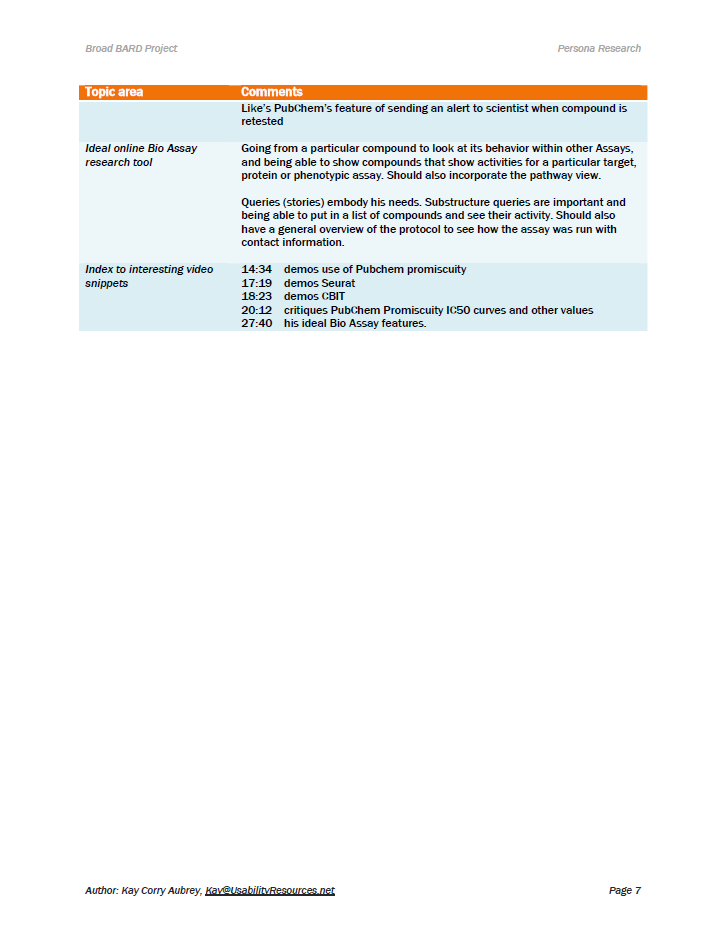 Broad BARD Project Persona Research
Topic area Comments
Like's PubChem's feature of sending an alert to scientist when compound is
retested
Ideal online Bio Assay
research tool
Going from a particular compound to look at its behavior within other Assays,
and being able to show compounds that show activities for a particular target,
protein or phenotypic assay. Should also incorporate the pathway view.
Queries (stories) embody his needs. Substructure queries are important and
being able to put in a list of compounds and see their activity. Should also
have a general overview of the protocol to see how the assay was run with
contact information.
Index to interesting video
snippets
14:34 demos use of Pubchem promiscuity
17:19 demos Seurat
18:23 demos CBIT
20:12 critiques PubChem Promiscuity IC50 curves and other values
27:40 his ideal Bio Assay features.
Author: Kay Corry Aubrey, Kay@UsabilityResources.net Page 7